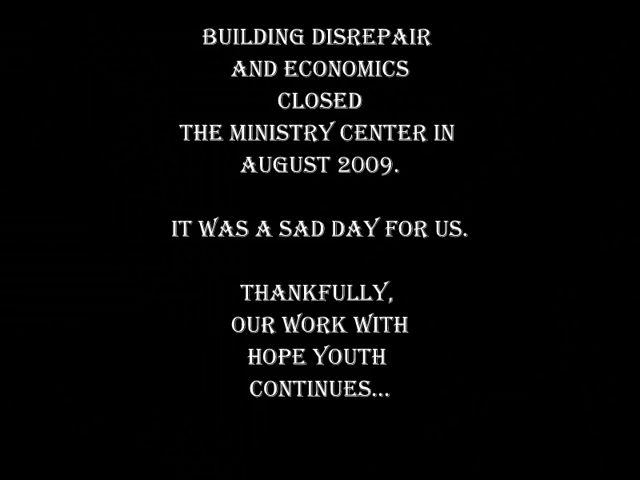 BUILDING DISREPAIR
AND ECONOMICS
CLOSED
THE MINISTRY CENTER IN
AUGUST 2009.
IT WAS A SAD DAY FOR US.
THANKFULLY,
OUR WORK WITH
HOPE YOUTH
CONTINUES...